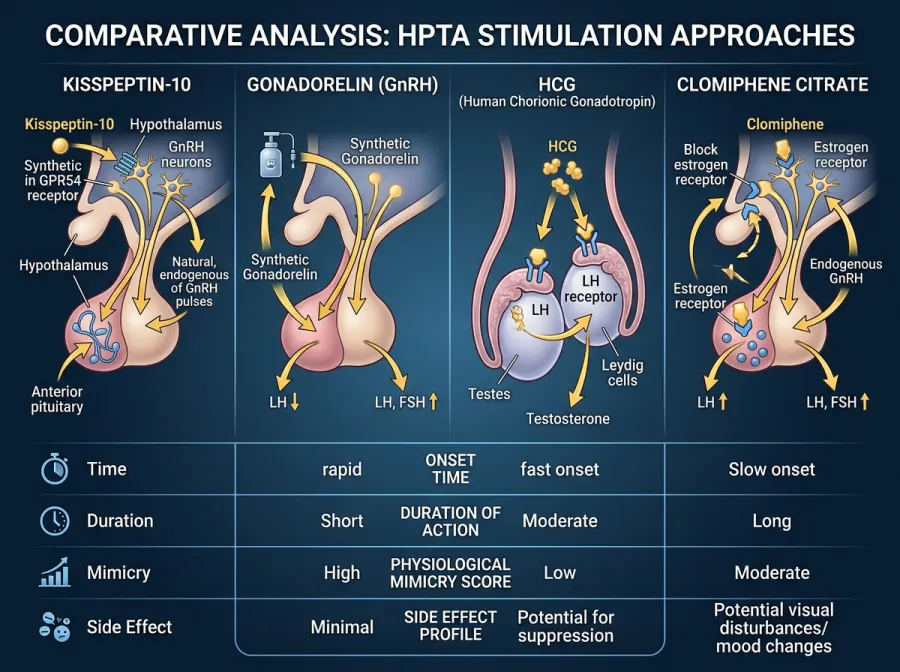 COMPARATIVE ANALYSIS: HPTA STIMULATION APPROACHES
KISSPEPTIN-10
Kisspeptin-10
Hypothalamus
GnRH
neurons
Synthetic
in GPR54
receptor
Hypothalamus
Natural,
endogenous
of GnRH
pulses
Anterior
pituitary
GONADORELIN (GnRH)
Synthetic
Gonadorelin
Synthetic
Gonadorelin
LH ↓
LH, FSH ↑
HCG
(Human Chorionic Gonadotropin)
HCG
LH
LH
receptor
Testes
Leydig
cells
Testosterone
CLOMIPHENE CITRATE
Clomiphene
Block
estrogen
receptor
Estrogen
receptor
Estrogen
receptor
Endogenous
GnRH
LH ↑
LH, FSH ↑
Time
rapid
ONSET
TIME
fast onset
Slow onset
Duration
Short
DURATION OF
ACTION
Moderate
Long
Mimicry
High
PHYSIOLOGICAL
MIMICRY SCORE
Low
Moderate
Side Effect
Minimal
SIDE EFFECT
PROFILE
Potential for
suppression
Potential visual
disturbances/
mood changes